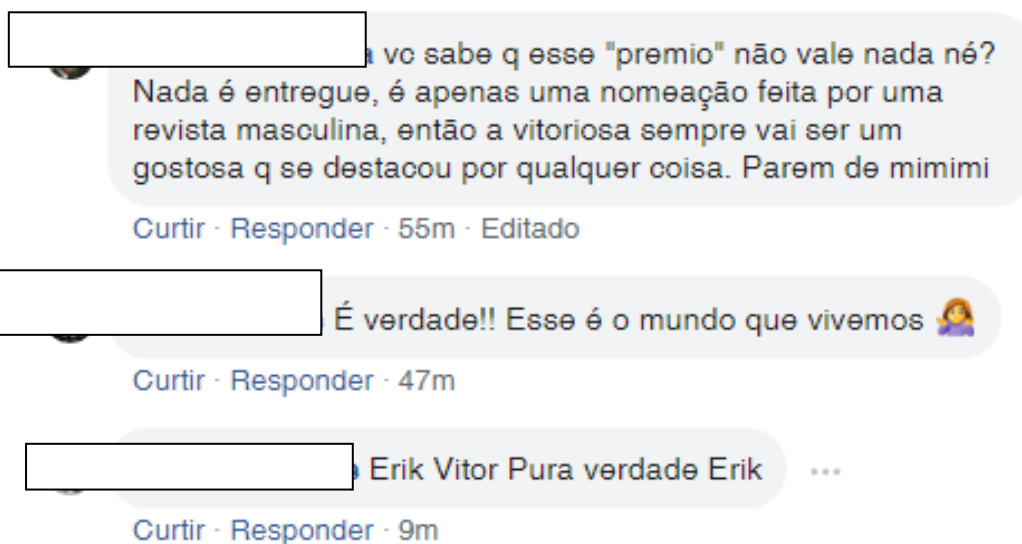 vc sabe q esse "premio" não vale nada né?
Nada é entregue, é apenas uma nomeação feita por uma
revista masculina, então a vitoriosa sempre vai ser um
gostosa q se destacou por qualquer coisa. Parem de mimimi
Curtir · Responder · 55m · Editado
É verdade!! Esse é o mundo que vivemos 🤷‍♀️
Curtir · Responder · 47m
Erik Vitor Pura verdade Erik
Curtir · Responder · 9m